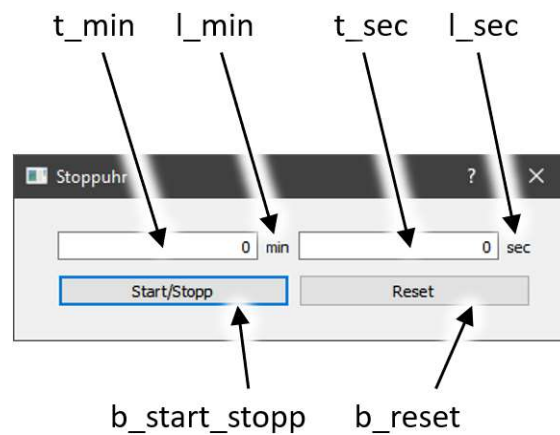 t_min l_min t_sec l_sec
Stoppuhr ? ×
0 min 0 sec
Start/Stopp Reset
b_start_stopp b_reset